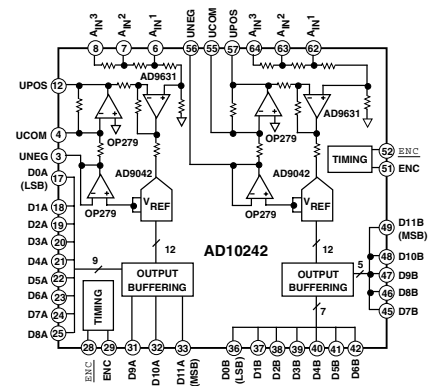 AIN3 AIN2 AIN1 UNEG UCOM UPOS AIN3 AIN2 AIN1
8 7 6 56 55 57 64 63 62
UPOS 12
AD9631
AD9631
OP279
OP279
UCOM 4
UNEG 3
52 ENC
TIMING
51 ENC
D0A 17
(LSB)
AD9042
AD9042
OP279
VREF
OP279
VREF
D1A 18
D2A 19
D3A 20
D4A 21
D5A 22
D6A 23
D7A 24
D8A 25
49 D11B
(MSB)
48 D10B
47 D9B
46 D8B
45 D7B
12
AD10242
12
9
OUTPUT
BUFFERING
OUTPUT
BUFFERING
5
TIMING
7
28 29 31 32 33 36 37 38 39 40 41 42
ENC ENC D9A D10A D11A (MSB) D0B (LSB) D1B D2B D3B D4B D5B D6B